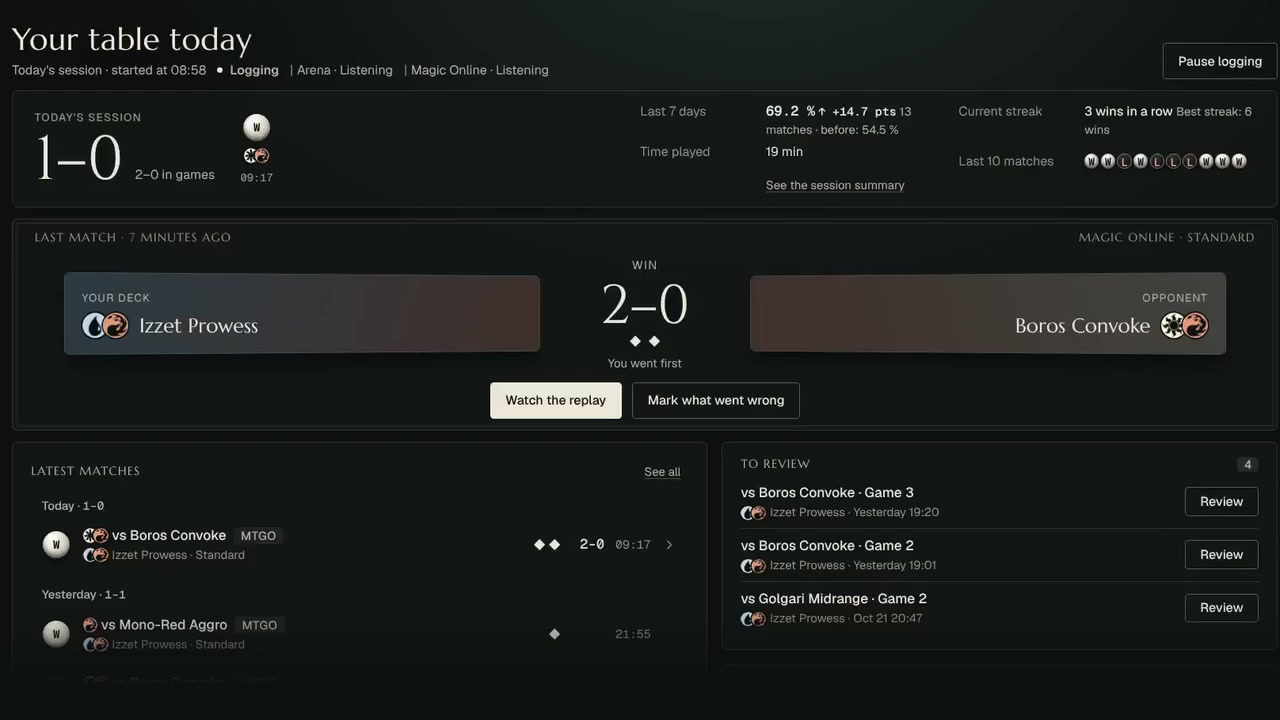 Your table today
Today's session · started at 08:58 ● Logging | Arena · Listening | Magic Online · Listening
Pause logging
TODAY'S SESSION
1–0 2–0 in games
W
09:17
Last 7 days 69.2 % ↑ +14.7 pts 13
matches · before: 54.5 %
Time played 19 min
See the session summary
Current streak 3 wins in a row Best streak: 6
wins
Last 10 matches W W L W L L L W W W
LAST MATCH · 7 MINUTES AGO
MAGIC ONLINE · STANDARD
YOUR DECK
Izzet Prowess
WIN
2–0
You went first
OPPONENT
Boros Convoke
Watch the replay
Mark what went wrong
LATEST MATCHES
See all
Today · 1–0
W vs Boros Convoke MTGO
Izzet Prowess · Standard
2–0 09:17
Yesterday · 1–1
W vs Mono-Red Aggro MTGO
Izzet Prowess · Standard
21:55
vs Boros Convoke MTGO
TO REVIEW
4
vs Boros Convoke · Game 3
Izzet Prowess · Yesterday 19:20
Review
vs Boros Convoke · Game 2
Izzet Prowess · Yesterday 19:01
Review
vs Golgari Midrange · Game 2
Izzet Prowess · Oct 21 20:47
Review